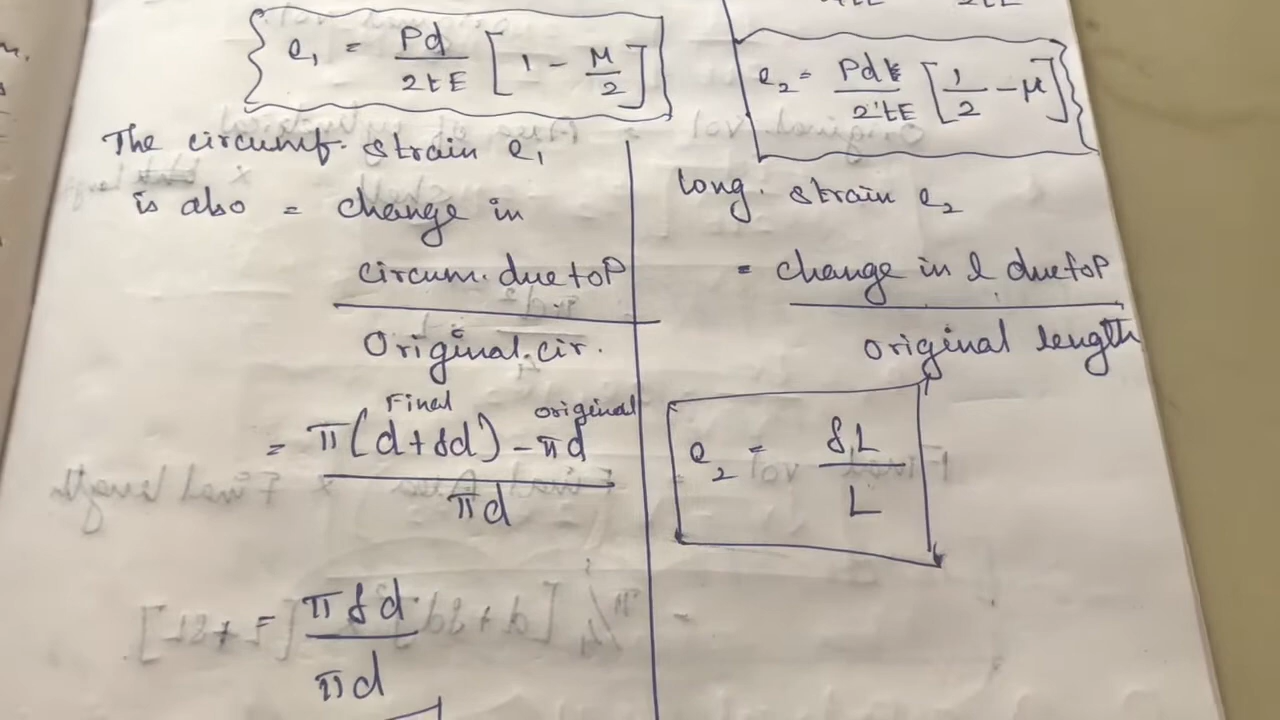 e₁ = Pd / 2tE [1 - μ/2]
The circumf. strain e₁
is also = change in
circum. due to P
Original. cir.
= π(d+δd) - πd / πd
Final original
= πδd / πd
e₂ = Pdt / 2tE [1/2 - μ]
long. strain e₂
= change in l due to P
original length
e₂ = δL / L